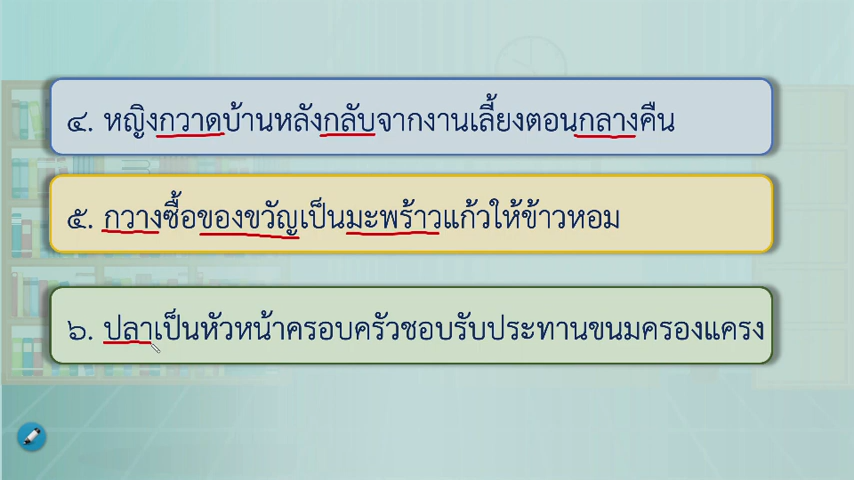 ๔. หญิงกวาดบ้านหลังกลับจากงานเลี้ยงตอนกลางคืน
๕. กวางซื้อของขวัญเป็นมะพร้าวแก้วให้ข้าวหอม
๖. ปลาเป็นหัวหน้าครอบครัวชอบรับประทานขนมครองแครง